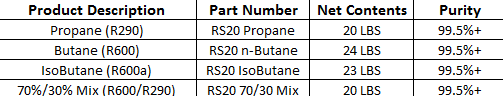 Product Description Part Number Net Contents Purity
Propane (R290) RS20 Propane 20 LBS 99.5%+
Butane (R600) RS20 n-Butane 24 LBS 99.5%+
IsoButane (R600a) RS20 IsoButane 23 LBS 99.5%+
70%/30% Mix (R600/R290) RS20 70/30 Mix 20 LBS 99.5%+